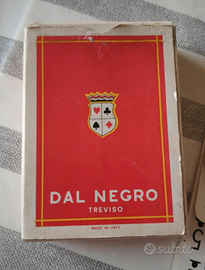 DAL NEGRO
TREVISO
MADE IN ITALY
subito